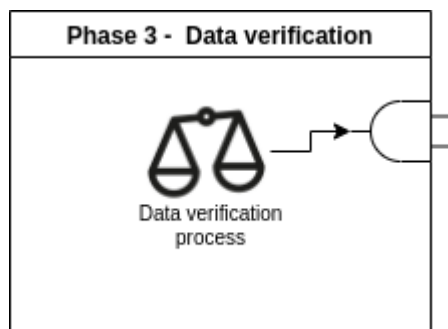 Phase 3 - Data verification
Data verification
process